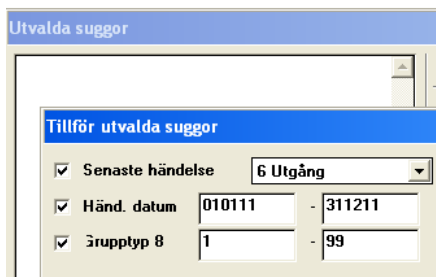 Utvalda suggor
Tillför utvalda suggor
Senaste händelse 6 Utgång
Händ. datum 010111 - 311211
Grupptyp 8 1 - 99